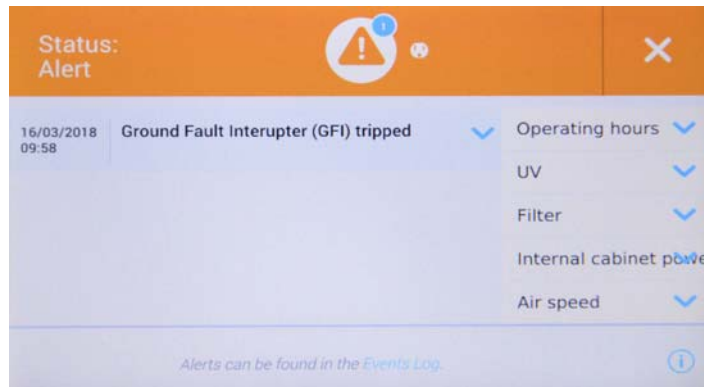 Status:
Alert
1
16/03/2018
09:58
Ground Fault Interupter (GFI) tripped
Operating hours
UV
Filter
Internal cabinet powe
Air speed
Alerts can be found in the Events Log.